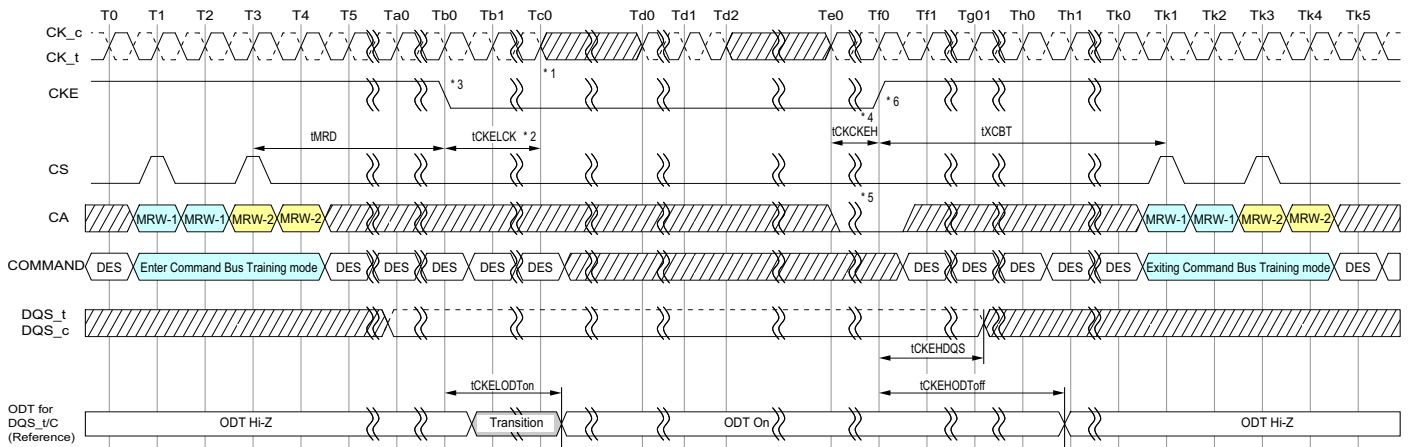 T0 T1 T2 T3 T4 T5 Ta0 Tb0 Tb1 Tc0 Td0 Td1 Td2 Te0 Tf0 Tf1 Tg01 Th0 Th1 Tk0 Tk1 Tk2 Tk3 Tk4 Tk5
CK_c
CK_t
* 1
CKE
* 3
* 6
* 4
tMRD
tCKELCK * 2
tCKCKEH
tXCBT
CS
* 5
CA
MRW-1 MRW-1 MRW-2 MRW-2 MRW-1 MRW-1 MRW-2 MRW-2
COMMAND DES Enter Command Bus Training mode DES DES DES DES DES DES DES DES DES DES Exiting Command Bus Training mode DES
DQS_t
DQS_c
tCKEHDQS
tCKELODTon
tCKEHODToff
ODT for
DQS_t/C
(Reference)
ODT Hi-Z Transition ODT On ODT Hi-Z